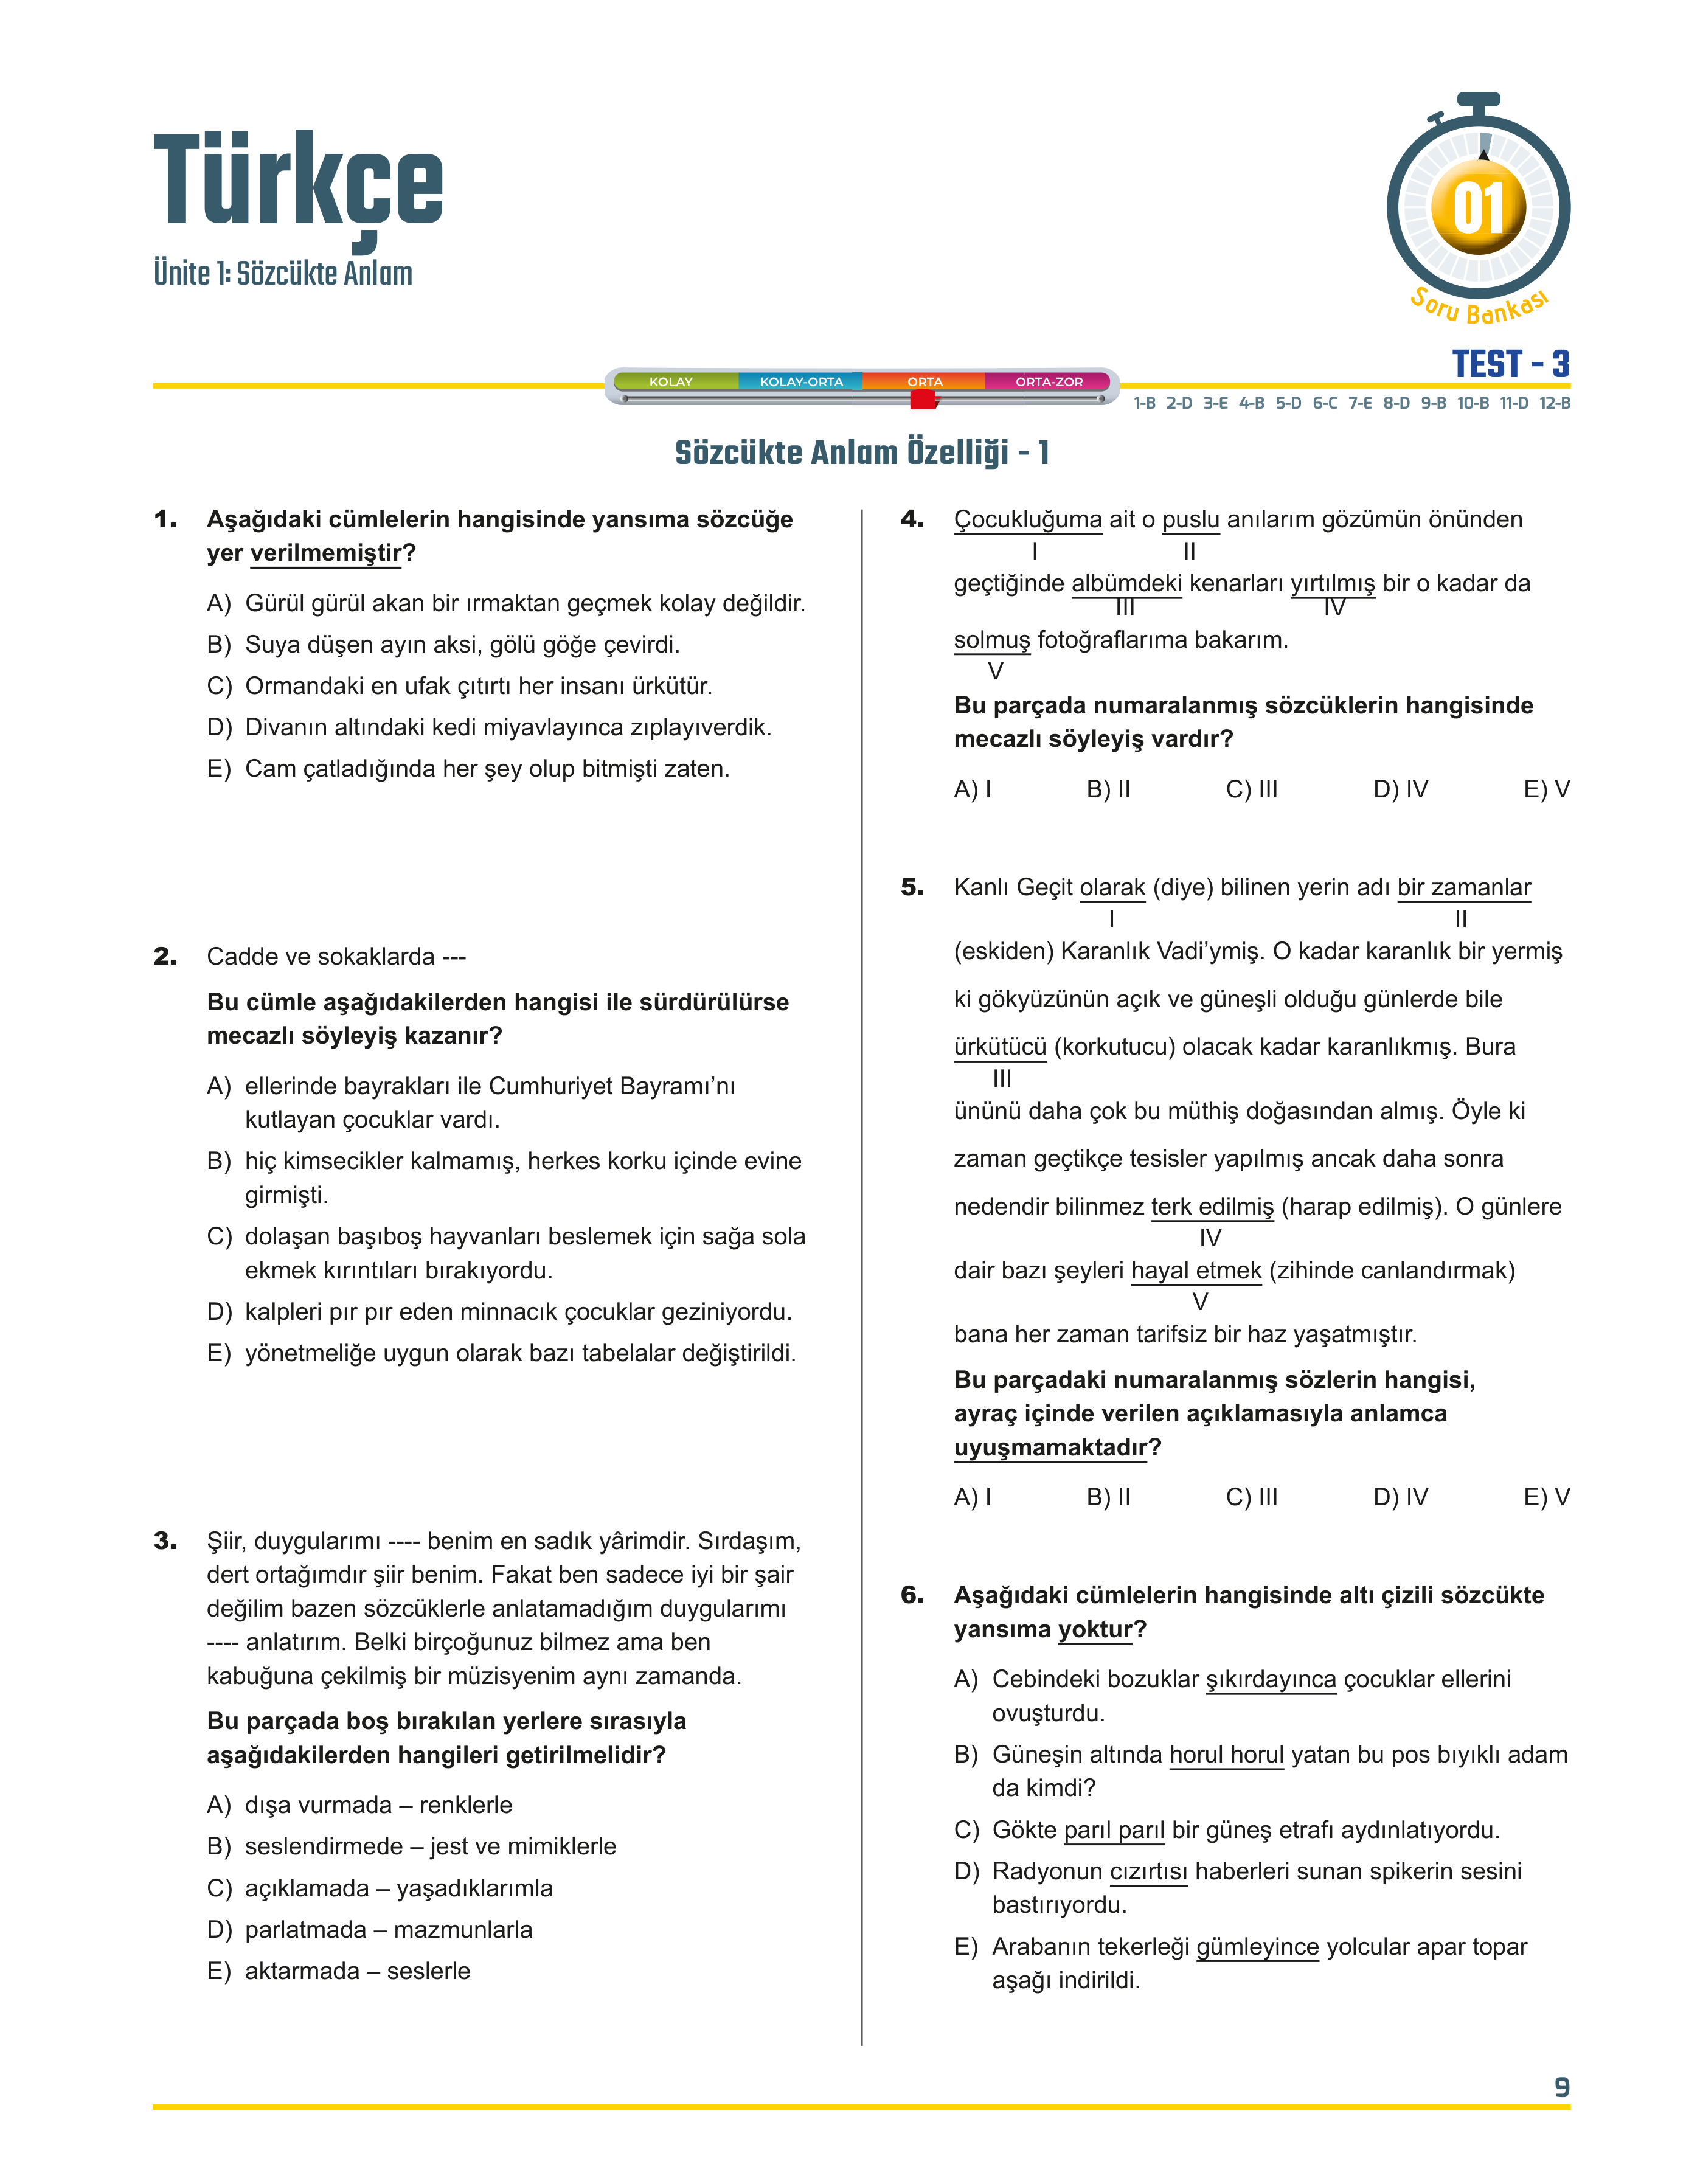 Türkçe
Ünite 1: Sözcükte Anlam
01
Soru Bankası
TEST - 3
KOLAY KOLAY-ORTA ORTA ORTA-ZOR
1-B 2-D 3-E 4-B 5-D 6-C 7-E 8-D 9-B 10-B 11-D 12-B
Sözcükte Anlam Özelliği - 1
1. Aşağıdaki cümlelerin hangisinde yansıma sözcüğe
yer verilmemiştir?
A) Gürül gürül akan bir ırmaktan geçmek kolay değildir.
B) Suya düşen ayın aksi, gölü göğe çevirdi.
C) Ormandaki en ufak çıtırtı her insanı ürkütür.
D) Divanın altındaki kedi miyavlayınca zıplayıverdik.
E) Cam çatladığında her şey olup bitmişti zaten.
2. Cadde ve sokaklarda ---
Bu cümle aşağıdakilerden hangisi ile sürdürülürse
mecazlı söyleyiş kazanır?
A) ellerinde bayrakları ile Cumhuriyet Bayramı’nı
kutlayan çocuklar vardı.
B) hiç kimsecikler kalmamış, herkes korku içinde evine
girmişti.
C) dolaşan başıboş hayvanları beslemek için sağa sola
ekmek kırıntıları bırakıyordu.
D) kalpleri pır pır eden minnacık çocuklar geziniyordu.
E) yönetmeliğe uygun olarak bazı tabelalar değiştirildi.
3. Şiir, duygularımı ---- benim en sadık yârimdir. Sırdaşım,
dert ortağımdır şiir benim. Fakat ben sadece iyi bir şair
değilim bazen sözcüklerle anlatamadığım duygularımı
---- anlatırım. Belki birçoğunuz bilmez ama ben
kabuğuna çekilmiş bir müzisyenim aynı zamanda.
Bu parçada boş bırakılan yerlere sırasıyla
aşağıdakilerden hangileri getirilmelidir?
A) dışa vurmada – renklerle
B) seslendirmede – jest ve mimiklerle
C) açıklamada – yaşadıklarımla
D) parlatmada – mazmunlarla
E) aktarmada – seslerle
4. Çocukluğuma ait o puslu anılarım gözümün önünden
I II
geçtiğinde albümdeki kenarları yırtılmış bir o kadar da
III IV
solmuş fotoğraflarıma bakarım.
V
Bu parçada numaralanmış sözcüklerin hangisinde
mecazlı söyleyiş vardır?
A) I B) II C) III D) IV E) V
5. Kanlı Geçit olarak (diye) bilinen yerin adı bir zamanlar
I II
(eskiden) Karanlık Vadi’ymiş. O kadar karanlık bir yermiş
ki gökyüzünün açık ve güneşli olduğu günlerde bile
ürkütücü (korkutucu) olacak kadar karanlıkmış. Bura
III
ününü daha çok bu müthiş doğasından almış. Öyle ki
zaman geçtikçe tesisler yapılmış ancak daha sonra
nedendir bilinmez terk edilmiş (harap edilmiş). O günlere
IV
dair bazı şeyleri hayal etmek (zihinde canlandırmak)
V
bana her zaman tarifsiz bir haz yaşatmıştır.
Bu parçadaki numaralanmış sözlerin hangisi,
ayraç içinde verilen açıklamasıyla anlamca
uyuşmamaktadır?
A) I B) II C) III D) IV E) V
6. Aşağıdaki cümlelerin hangisinde altı çizili sözcükte
yansıma yoktur?
A) Cebindeki bozuklar şıkırdayınca çocuklar ellerini
ovuşturdu.
B) Güneşin altında horul horul yatan bu pos bıyıklı adam
da kimdi?
C) Gökte parıl parıl bir güneş etrafı aydınlatıyordu.
D) Radyonun cızırtısı haberleri sunan spikerin sesini
bastırıyordu.
E) Arabanın tekerleği gümleyince yolcular apar topar
aşağı indirildi.
9